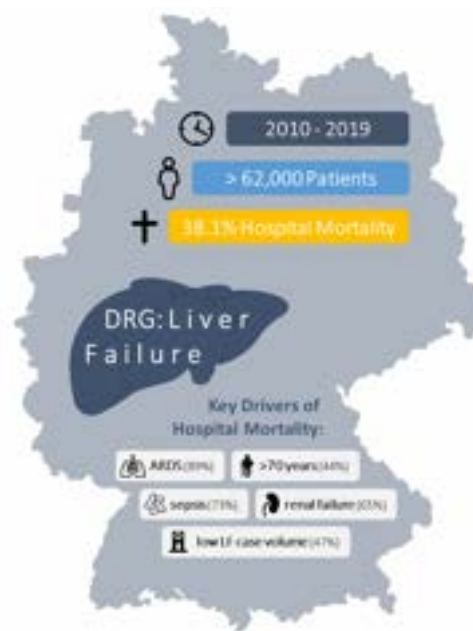 2010 - 2019
> 62,000 Patients
38.1% Hospital Mortality
DRG: Liver
Failure
Key Drivers of
Hospital Mortality:
ARDS
>70 years
sepsis
renal failure
low LF-case volume (47%)